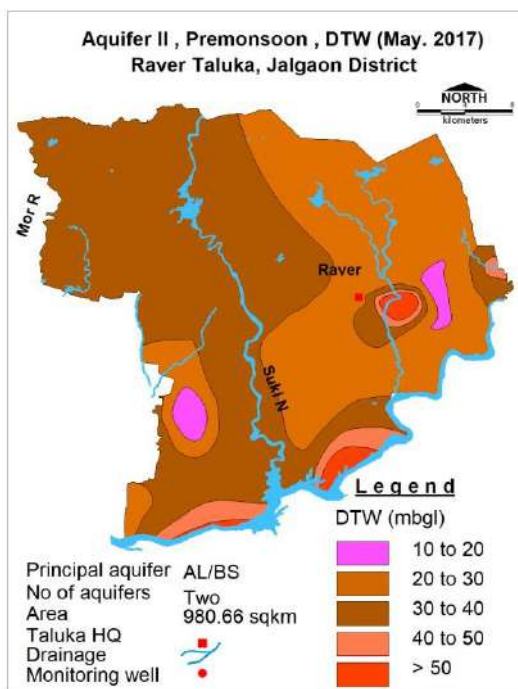 Aquifer II , Premonsoon , DTW (May. 2017)
Raver Taluka, Jalgaon District
NORTH
kilometers
Mor R
Raver
Suki N
Legend
DTW (mbgl)
10 to 20
20 to 30
30 to 40
40 to 50
> 50
Principal aquifer AL/BS
No of aquifers Two
Area 980.66 sqkm
Taluka HQ
Drainage
Monitoring well